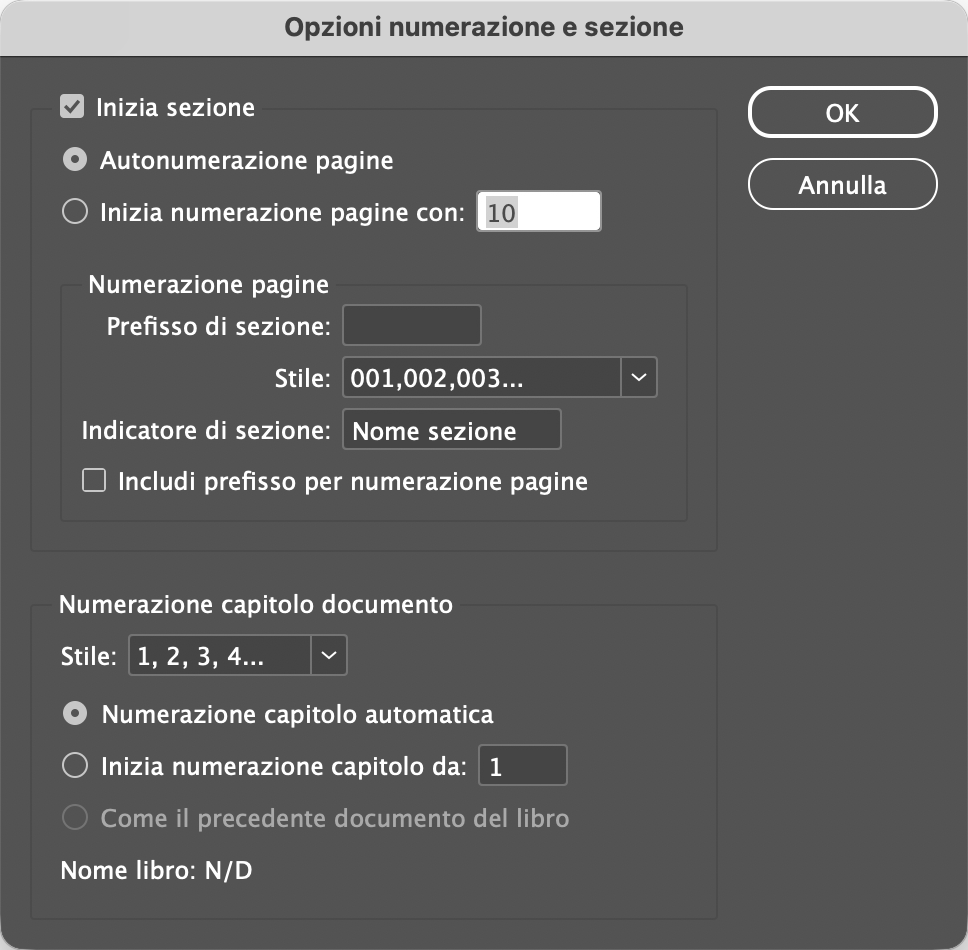 Opzioni numerazione e sezione
Inizia sezione
OK
Autonumerazione pagine
Annulla
Inizia numerazione pagine con: 10
Numerazione pagine
Prefisso di sezione:
Stile: 001,002,003...
Indicatore di sezione: Nome sezione
Includi prefisso per numerazione pagine
Numerazione capitolo documento
Stile: 1, 2, 3, 4...
Numerazione capitolo automatica
Inizia numerazione capitolo da: 1
Come il precedente documento del libro
Nome libro: N/D